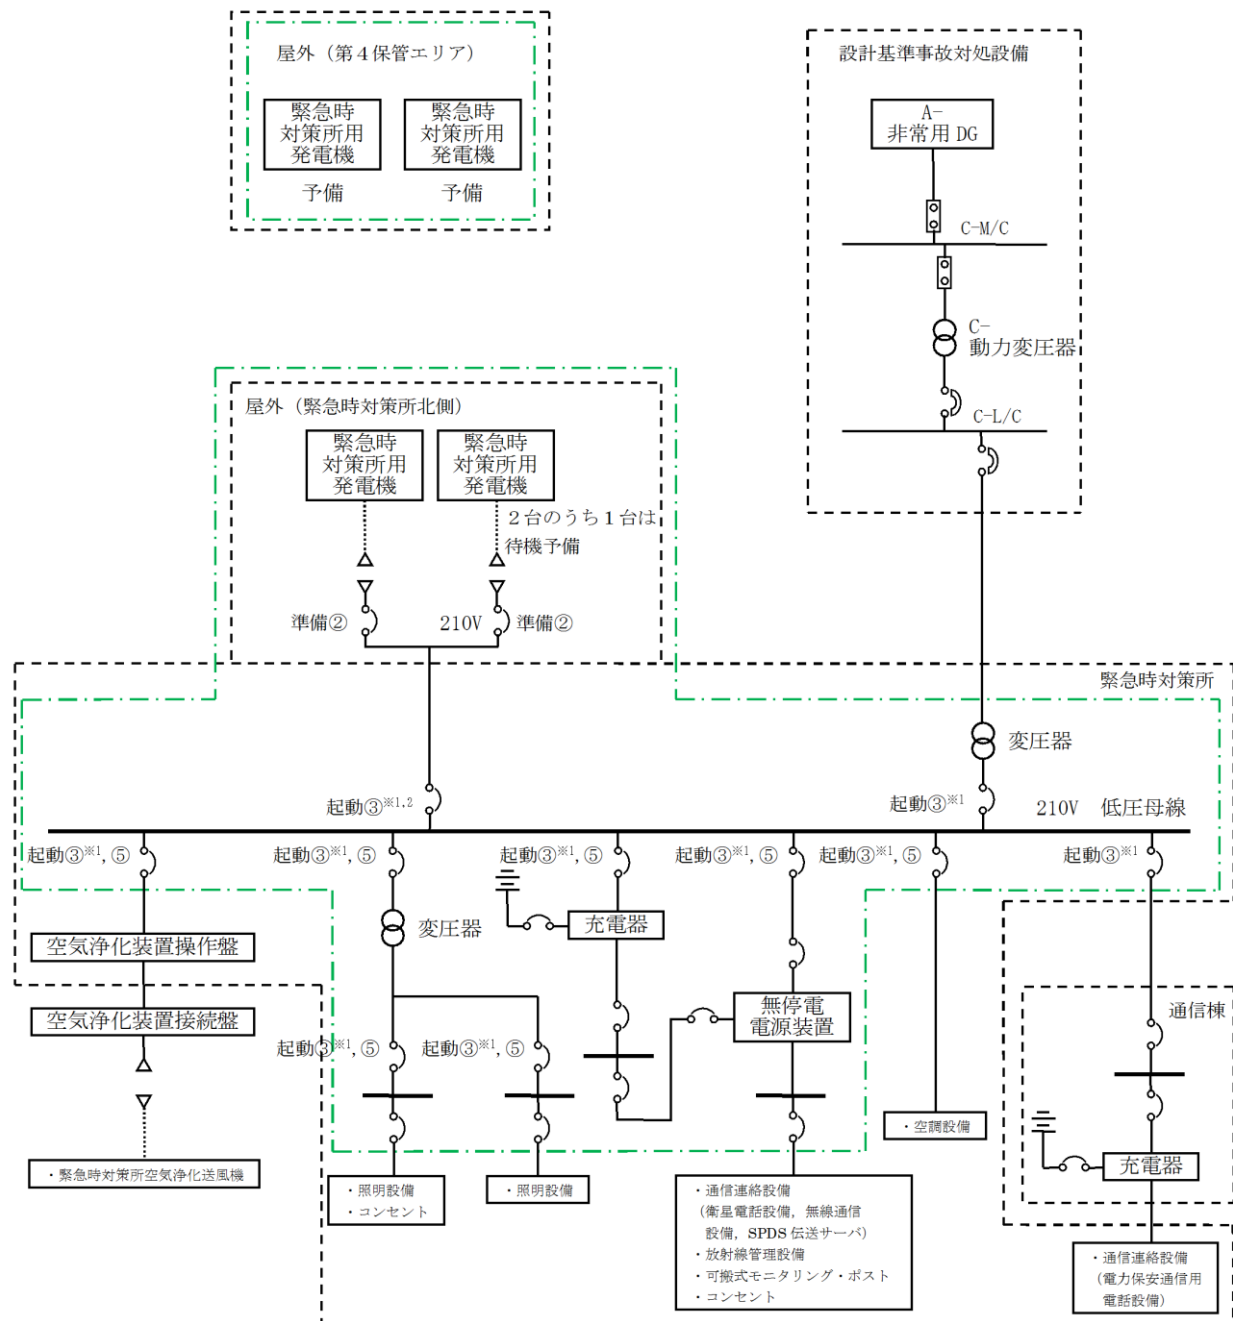 屋外（第４保管エリア）
緊急時
対策所用
発電機
予備
緊急時
対策所用
発電機
予備
設計基準事故対処設備
A-
非常用 DG
C-M/C
C-
動力変圧器
C-L/C
屋外（緊急時対策所北側）
緊急時
対策所用
発電機
緊急時
対策所用
発電機
２台のうち１台は
待機予備
準備②
210V
準備②
緊急時対策所
変圧器
起動③※1,2
起動③※1
210V 低圧母線
起動③※1, ⑤
起動③※1, ⑤
起動③※1, ⑤
起動③※1, ⑤
起動③※1, ⑤
起動③※1
変圧器
充電器
空気浄化装置操作盤
無停電
電源装置
空気浄化装置接続盤
通信棟
起動③※1, ⑤
起動③※1, ⑤
・空調設備
充電器
・緊急時対策所空気浄化送風機
・照明設備
・コンセント
・照明設備
・通信連絡設備
（衛星電話設備，無線通信
設備，SPDS 伝送サーバ）
・放射線管理設備
・可搬式モニタリング・ポスト
・コンセント
・通信連絡設備
（電力保安通信用
電話設備）